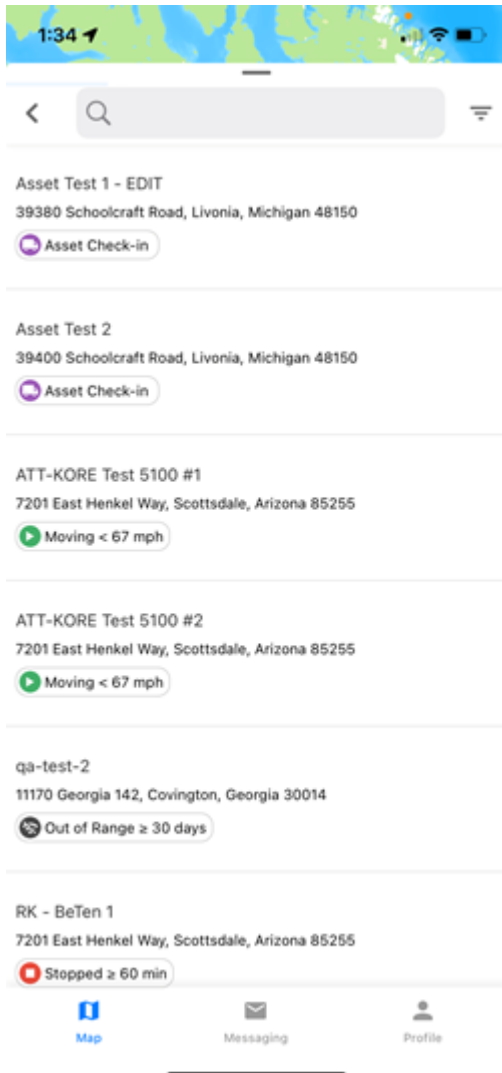 1:34
Asset Test 1 - EDIT
39380 Schoolcraft Road, Livonia, Michigan 48150
Asset Check-in
Asset Test 2
39400 Schoolcraft Road, Livonia, Michigan 48150
Asset Check-in
ATT-KORE Test 5100 #1
7201 East Henkel Way, Scottsdale, Arizona 85255
Moving < 67 mph
ATT-KORE Test 5100 #2
7201 East Henkel Way, Scottsdale, Arizona 85255
Moving < 67 mph
qa-test-2
11170 Georgia 142, Covington, Georgia 30014
Out of Range ≥ 30 days
RK - BeTen 1
7201 East Henkel Way, Scottsdale, Arizona 85255
Stopped ≥ 60 min
Map Messaging Profile